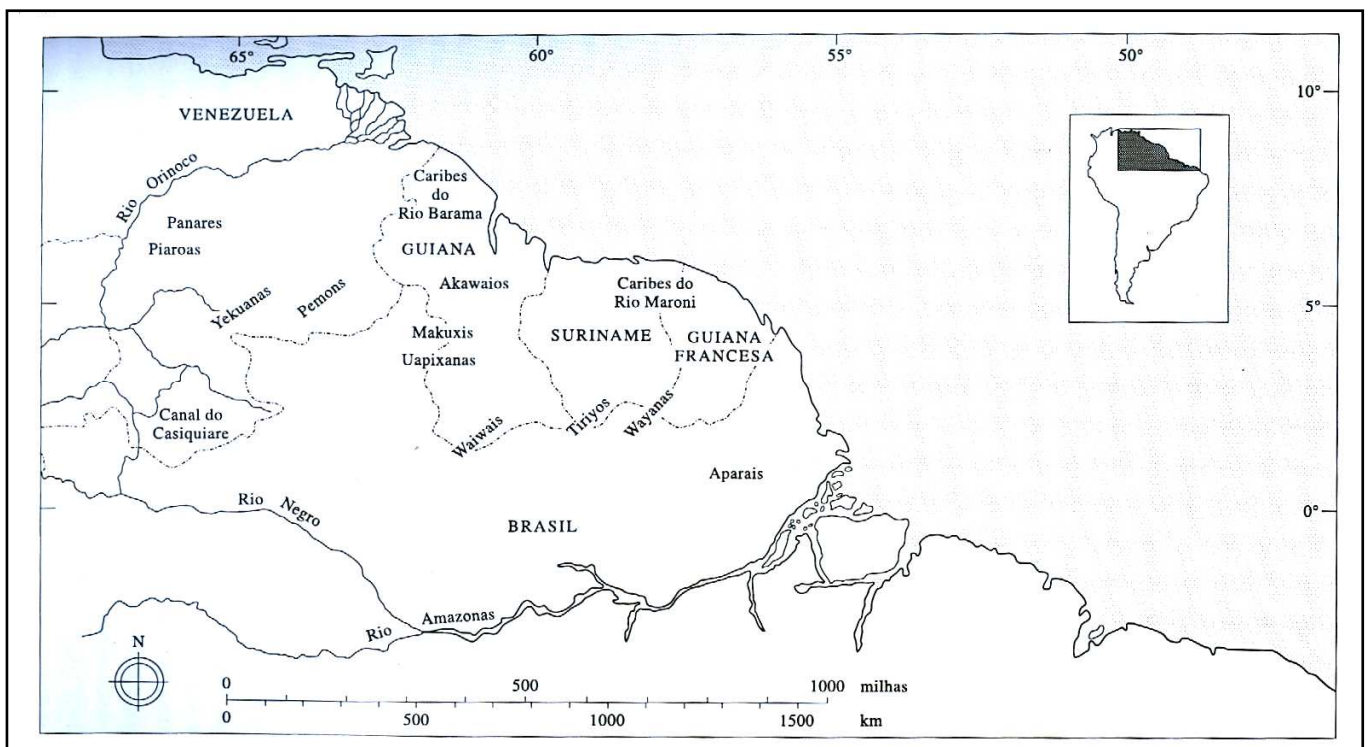 65°
60°
55°
50°
10°
VENEZUELA
Rio Orinoco
Caribes
do
Rio Barama
Panares
Piaroas
GUIANA
Akawaios
Caribes do
Rio Maroni
5°
Yekuanas
Pemons
Makuxis
Uapixanas
SURINAME
GUIANA
FRANCESA
Canal do
Casiquiare
Waiwais
Tiriyos
Wayanas
Aparais
Rio Negro
BRASIL
0°
Rio Amazonas
N
0 500 1000 milhas
0 500 1000 1500 km